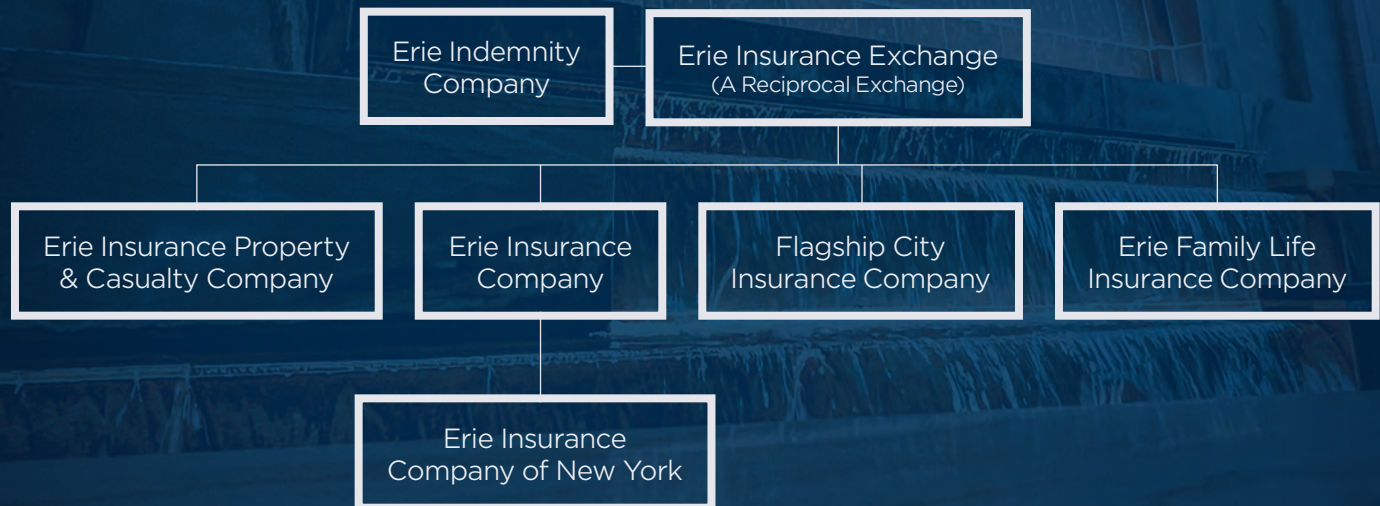 Erie Indemnity
Company
Erie Insurance Exchange
(A Reciprocal Exchange)
Erie Insurance Property
& Casualty Company
Erie Insurance
Company
Flagship City
Insurance Company
Erie Family Life
Insurance Company
Erie Insurance
Company of New York